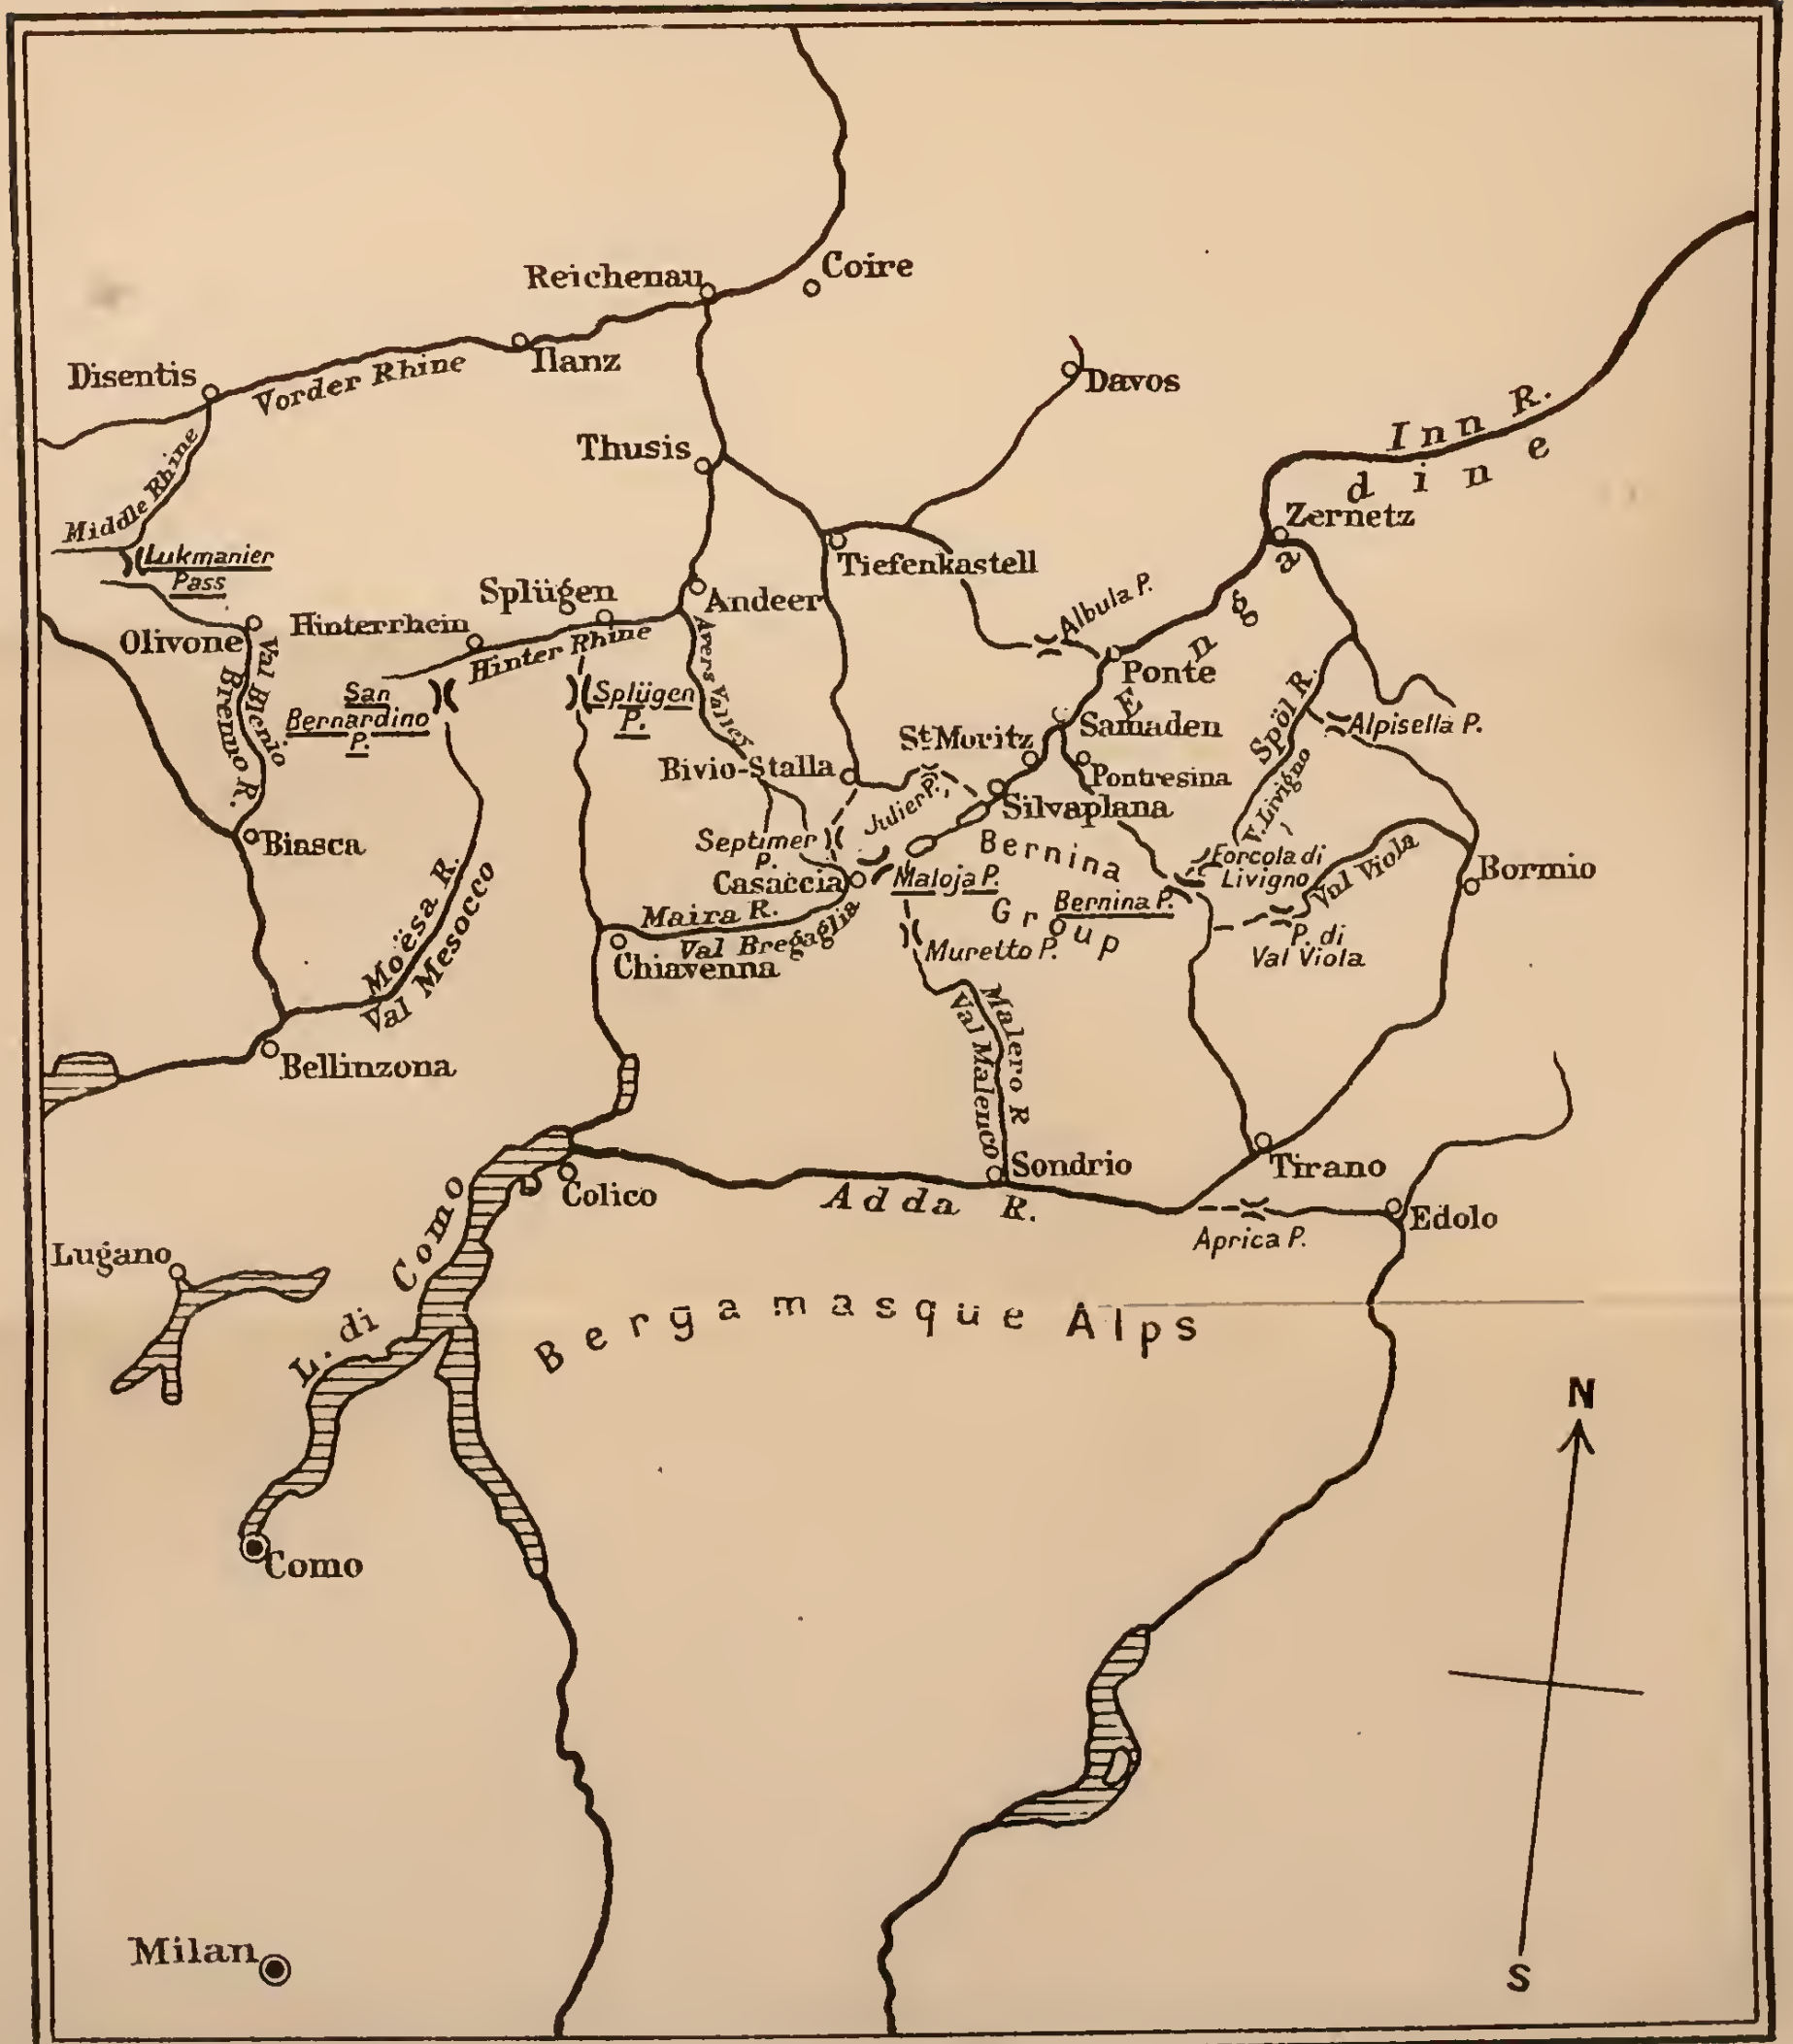 Coire
Reichenau
Ilanz
Disentis
Vorder Rhine
Davos
Inn R.
Engadine
Thusis
Middle Rhine
Zernetz
Lukmanier
Pass
Tiefenkastell
Splügen
Andeer
Albula P.
Olivone
Hinterrhein
Hinter Rhine
Avers Valley
Ponte
Val Blenio
Brenno R.
San
Bernardino
P.
Splügen
P.
Samaden
Spöl R.
Alpisella P.
St. Moritz
Bivio-Stalla
Pontresina
Julier P.
Silvaplana
V. Livigno
Biasca
Septimer
P.
Bernina
Group
Forcola di
Livigno
Val Viola
Bormio
Casaccia
Maloja P.
Bernina P.
Maira R.
Val Bregaglia
Muretto P.
P. di
Val Viola
Chiavenna
Moësa R.
Val Mesocco
Malero R
Val Malenco
Bellinzona
Sondrio
Tirano
Colico
Adda R.
Edolo
Aprica P.
Lugano
L. di Como
Bergamasque Alps
N
Como
Milan
S